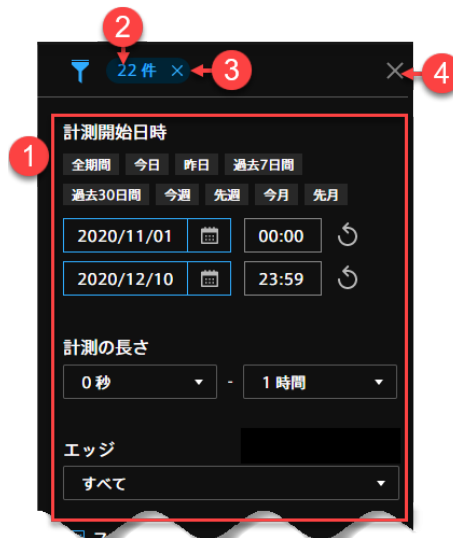 2
22 件 ×
3
4
1
計測開始日時
全期間 今日 昨日 過去7日間
過去30日間 今週 先週 今月 先月
2020/11/01 00:00
2020/12/10 23:59
計測の長さ
0 秒 - 1 時間
エッジ
すべて